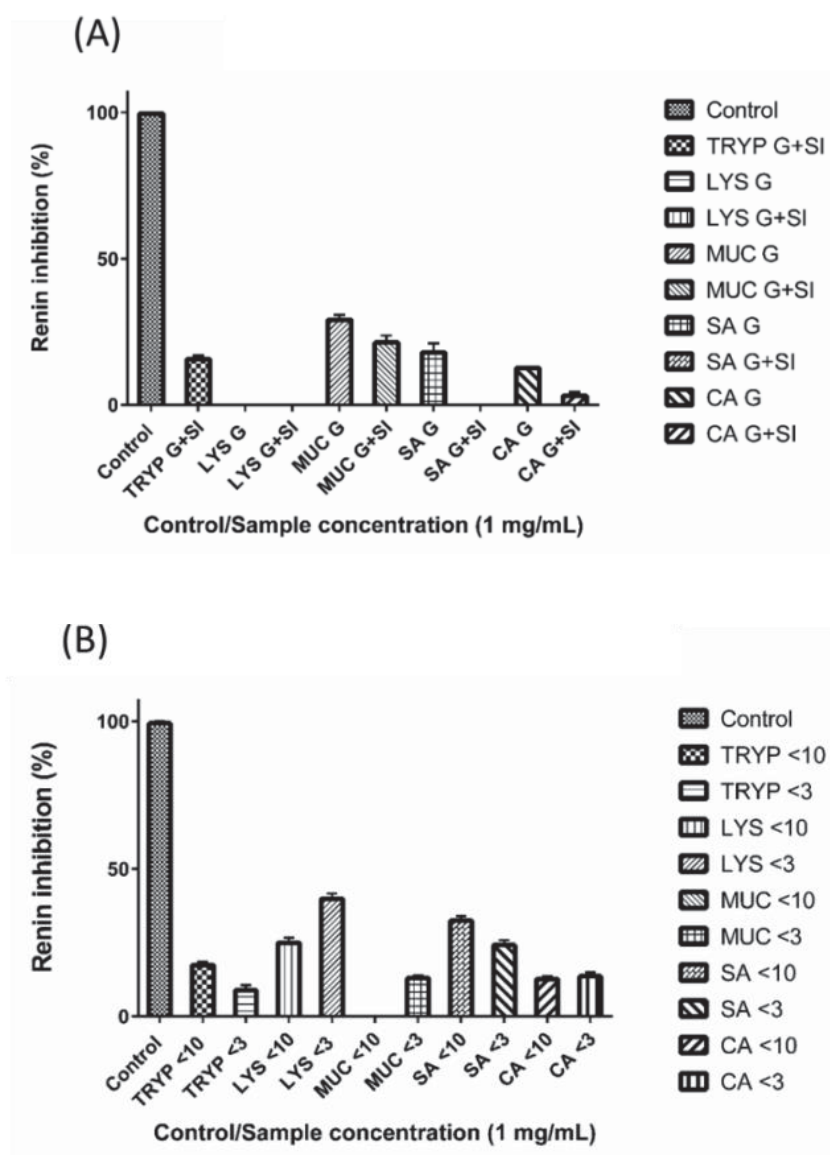 (A)
Renin inhibition (%)
100
50
0
Control
TRYP G+SI
LYS G
LYS G+SI
MUC G
MUC G+SI
SA G
SA G+SI
CA G
CA G+SI
Control/Sample concentration (1 mg/mL)
Control
TRYP G+SI
LYS G
LYS G+SI
MUC G
MUC G+SI
SA G
SA G+SI
CA G
CA G+SI
(B)
Renin inhibition (%)
100
50
0
Control
TRYP <10
TRYP <3
LYS <10
LYS <3
MUC <10
MUC <3
SA <10
SA <3
CA <10
CA <3
Control/Sample concentration (1 mg/mL)
Control
TRYP <10
TRYP <3
LYS <10
LYS <3
MUC <10
MUC <3
SA <10
SA <3
CA <10
CA <3